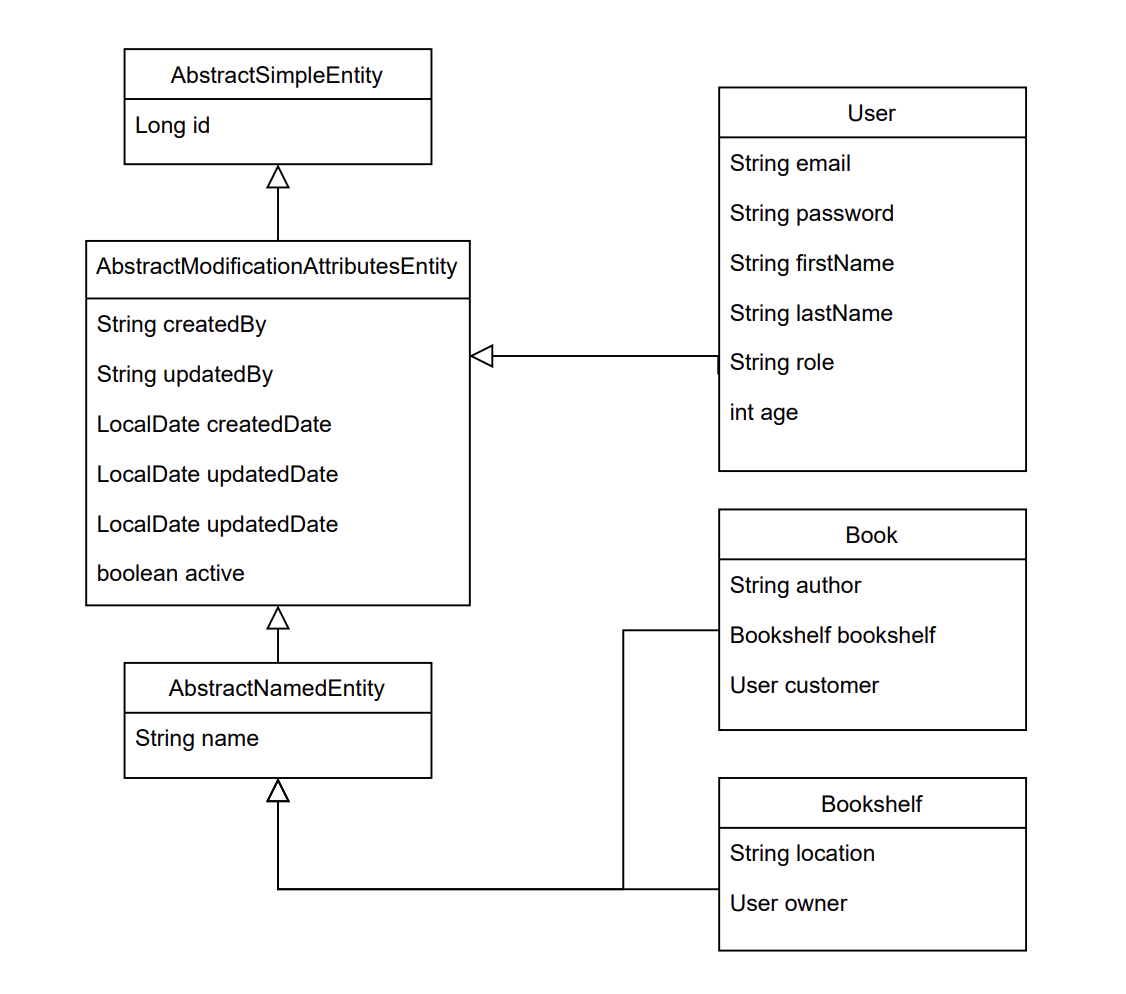 AbstractSimpleEntity
Long id
AbstractModificationAttributesEntity
String createdBy
String updatedBy
LocalDate createdDate
LocalDate updatedDate
LocalDate updatedDate
boolean active
AbstractNamedEntity
String name
User
String email
String password
String firstName
String lastName
String role
int age
Book
String author
Bookshelf bookshelf
User customer
Bookshelf
String location
User owner